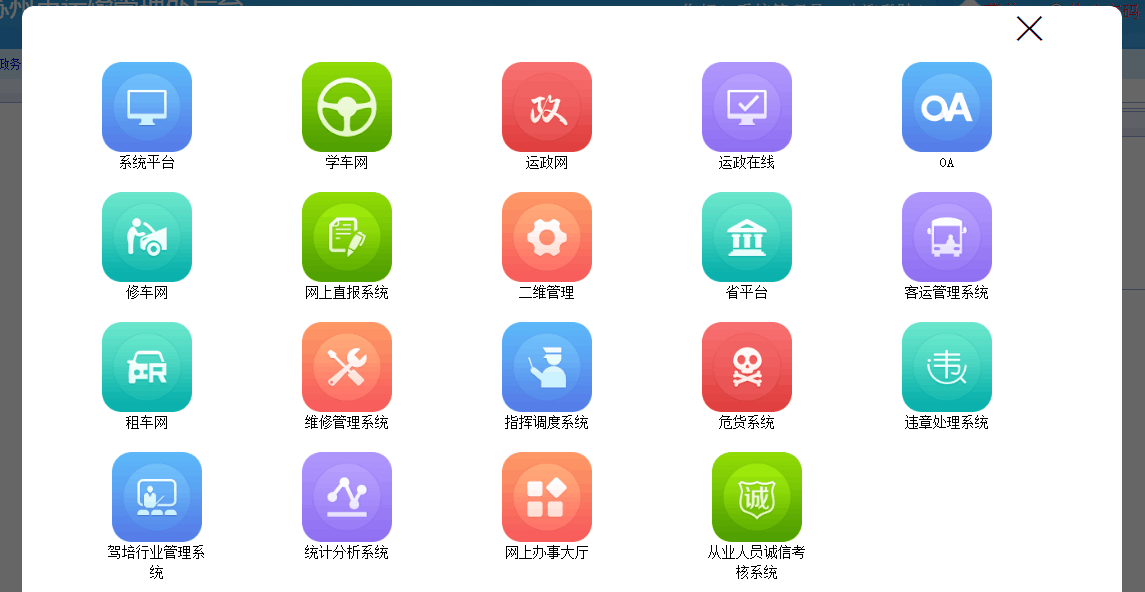 政务
系统平台
学车网
政
运政网
运政在线
OA
OA
修车网
网上直报系统
二维管理
省平台
客运管理系统
R
租车网
维修管理系统
指挥调度系统
危货系统
违
违章处理系统
驾培行业管理系
统
统计分析系统
网上办事大厅
诚
从业人员诚信考
核系统